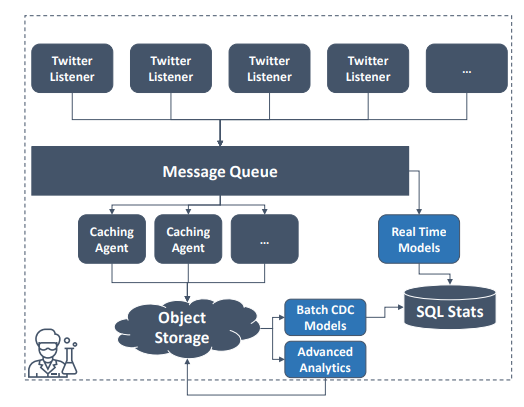 Twitter
Listener
Twitter
Listener
Twitter
Listener
Twitter
Listener
...
Message Queue
Caching
Agent
Caching
Agent
...
Real Time
Models
Object
Storage
Batch CDC
Models
SQL Stats
Advanced
Analytics